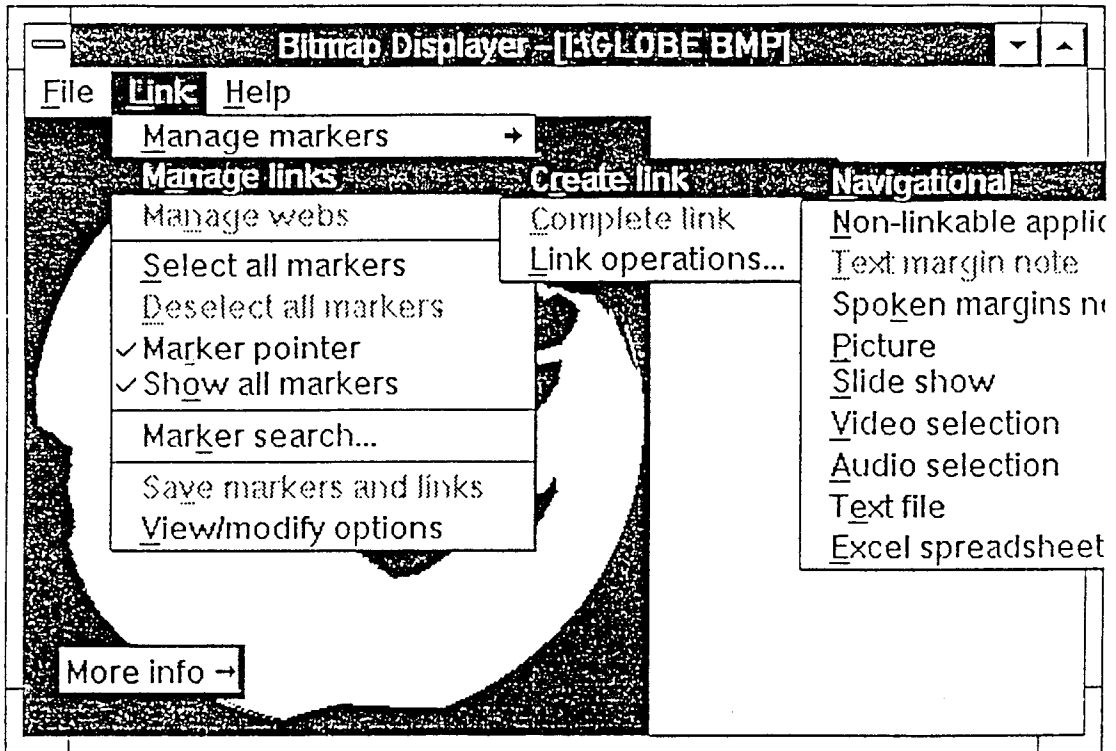 Bitmap Displayer -[I:\GLOBE.BMP]
File Link Help
Manage markers →
Manage links
Manage webs
Select all markers
Deselect all markers
✓ Marker pointer
✓ Show all markers
Marker search...
Save markers and links
View/modify options
Create link
Complete link
Link operations...
Navigational
Non-linkable applic
Text margin note
Spoken margins n
Picture
Slide show
Video selection
Audio selection
Text file
Excel spreadsheet
More info →